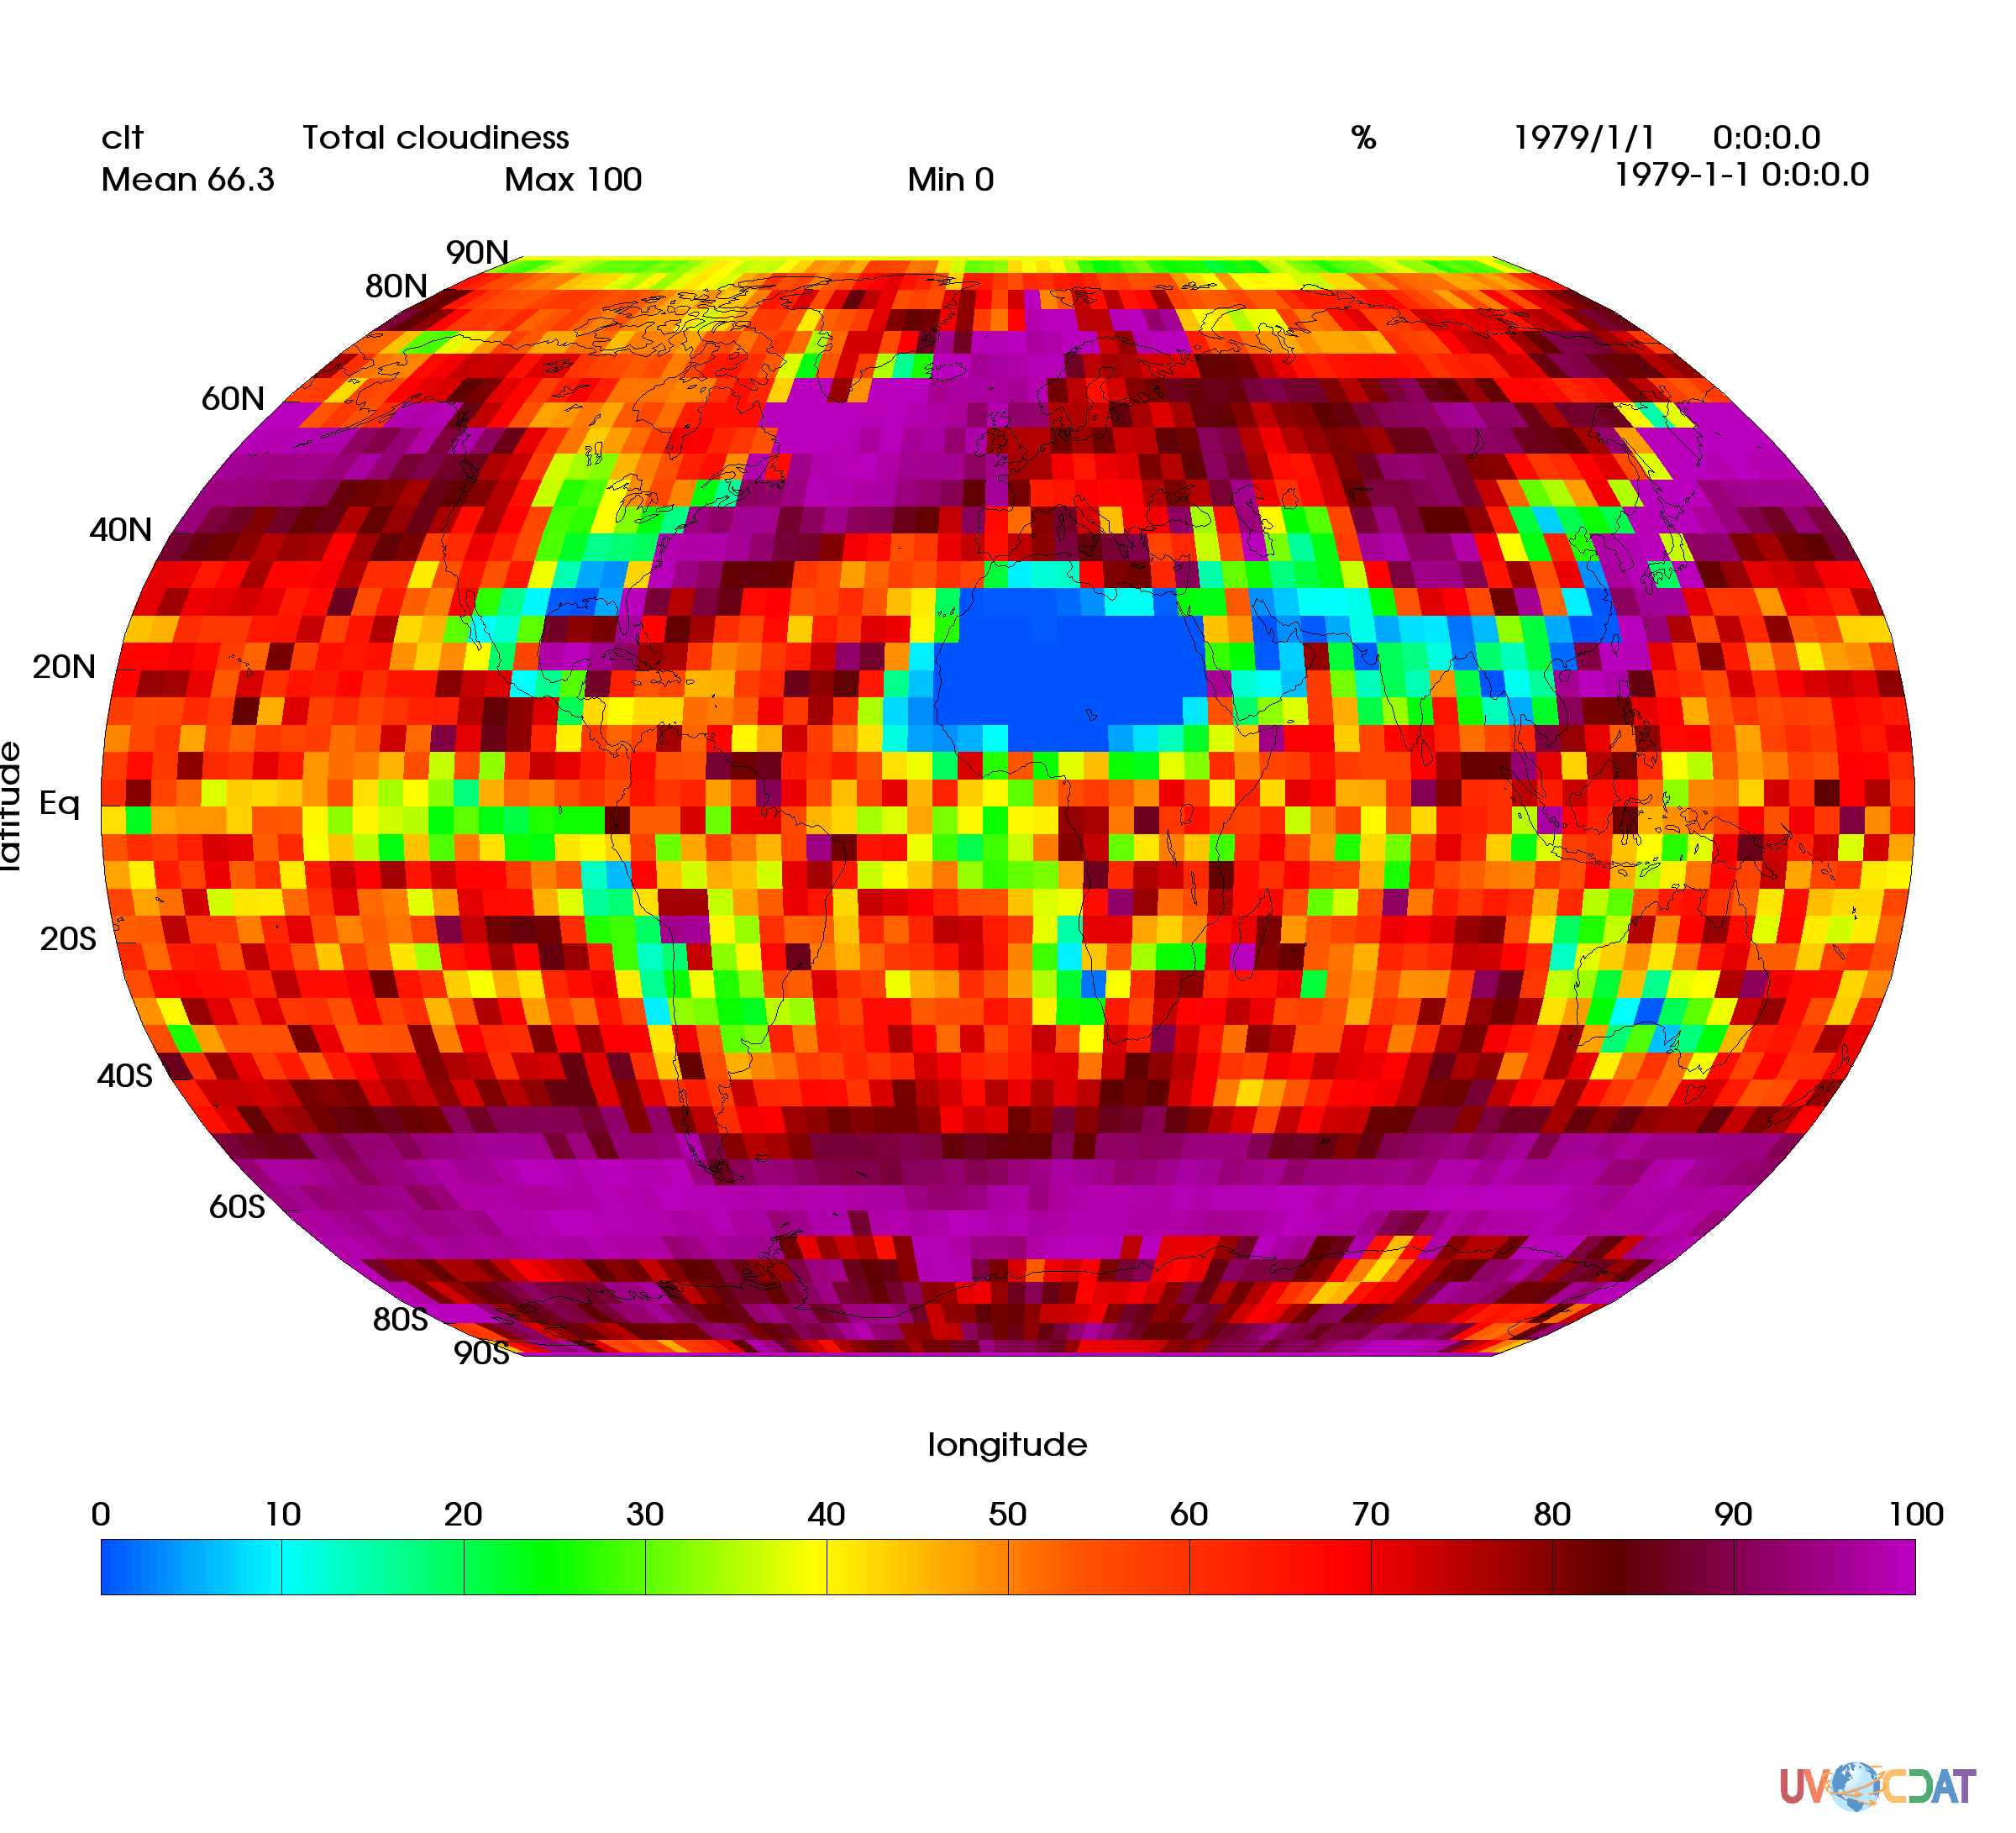 clt Total cloudiness % 1979/1/1 0:0:0.0
Mean 66.3 Max 100 Min 0 1979-1-1 0:0:0.0
90N
80N
60N
40N
20N
latitude
Eq
20S
40S
60S
80S
90S
longitude
0 10 20 30 40 50 60 70 80 90 100
UV CDAT